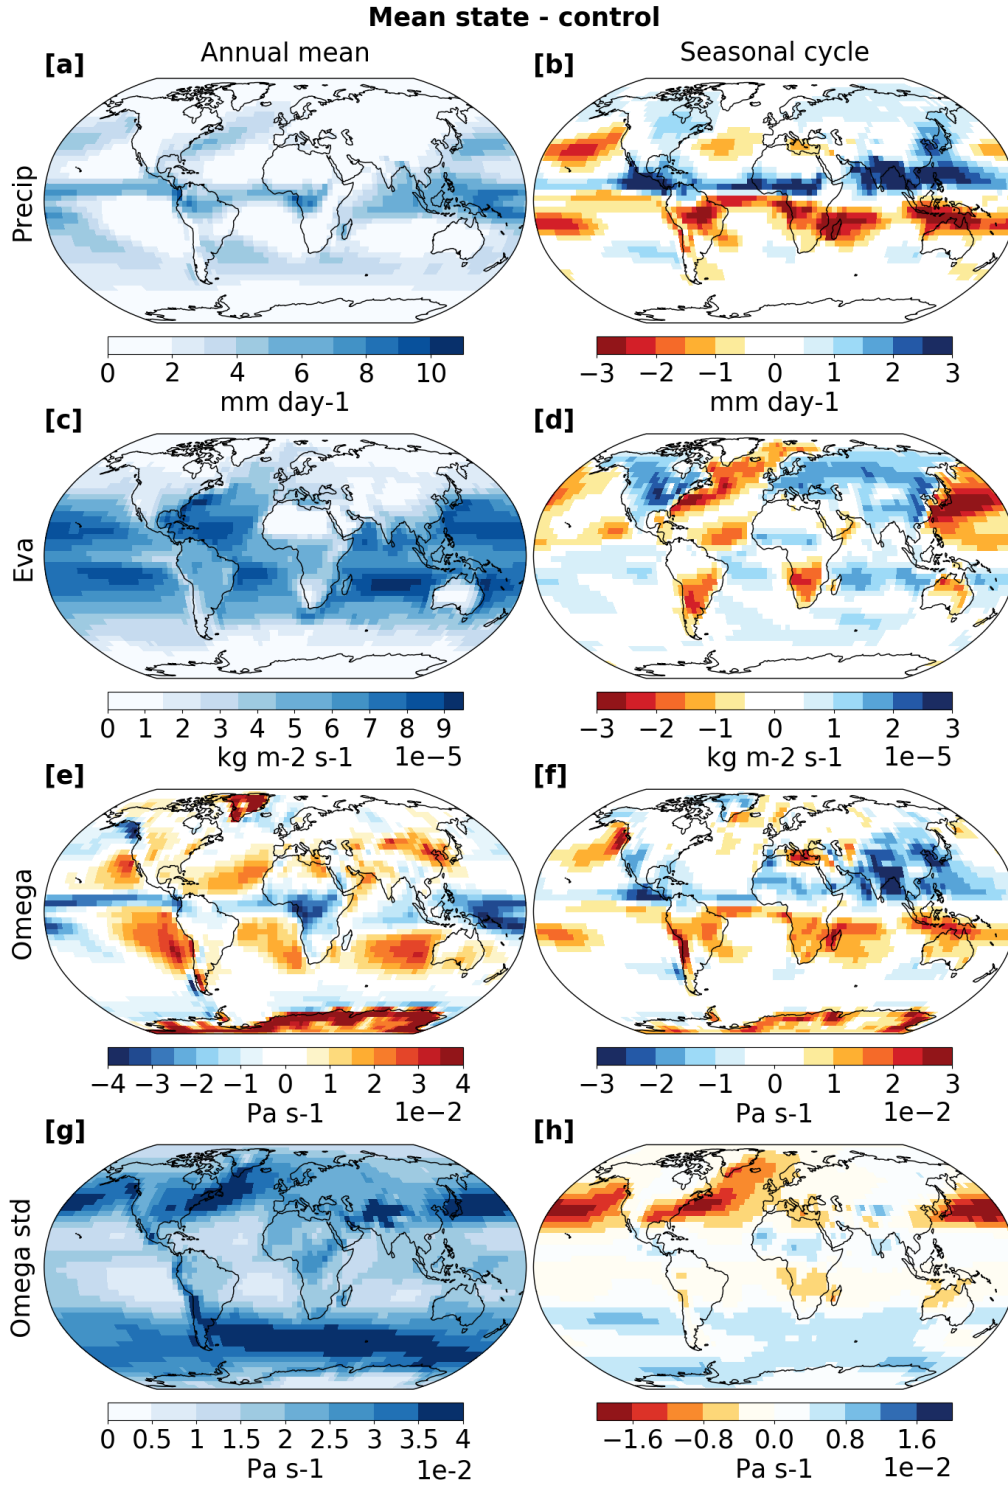 Mean state - control
Annual mean
Seasonal cycle
[a]
[b]
Precip
0 2 4 6 8 10
mm day-1
−3 −2 −1 0 1 2 3
mm day-1
[c]
[d]
Eva
0 1 2 3 4 5 6 7 8 9
kg m-2 s-1 1e−5
−3 −2 −1 0 1 2 3
kg m-2 s-1 1e−5
[e]
[f]
Omega
−4 −3 −2 −1 0 1 2 3 4
Pa s-1 1e−2
−3 −2 −1 0 1 2 3
Pa s-1 1e−2
[g]
[h]
Omega std
0 0.5 1 1.5 2 2.5 3 3.5 4
Pa s-1 1e-2
−1.6 −0.8 0.0 0.8 1.6
Pa s-1 1e−2